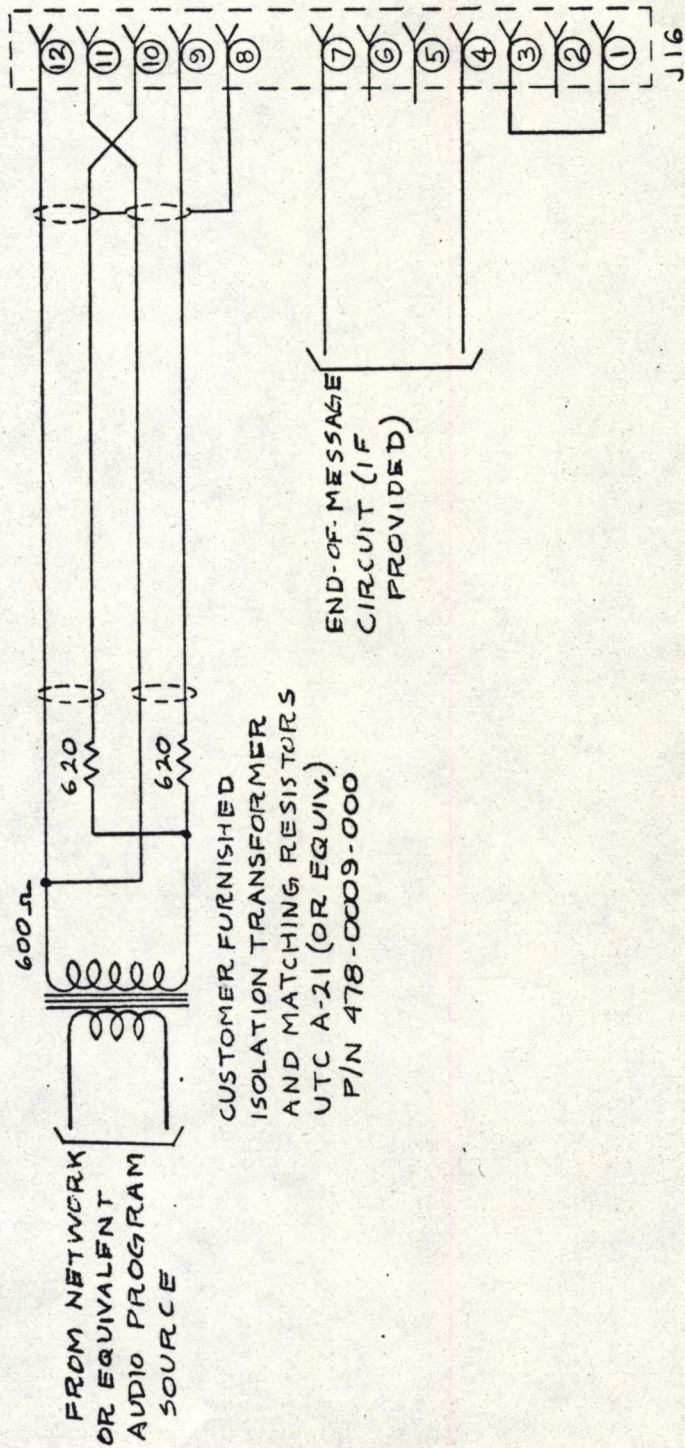 FROM NETWORK
OR EQUIVALENT
AUDIO PROGRAM
SOURCE
600Ω
620
620
CUSTOMER FURNISHED
ISOLATION TRANSFORMER
AND MATCHING RESISTORS
UTC A-21 (OR EQUIV.)
P/N 478-0009-000
END-OF-MESSAGE
CIRCUIT (IF
PROVIDED)
12
11
10
9
8
7
6
5
4
3
2
1
J16